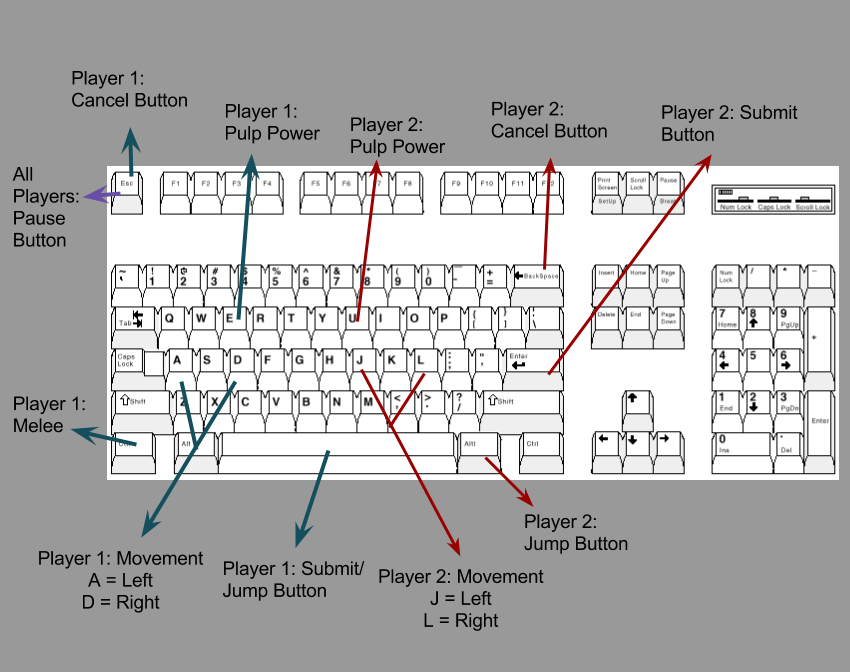 Player 1:
Cancel Button
Player 1:
Pulp Power
Player 2:
Pulp Power
Player 2:
Cancel Button
Player 2: Submit
Button
All
Players:
Pause
Button
Esc
F1 F2 F3 F4
F5 F6 F7 F8
F9 F10 F11
Print Screen
SetUp
Scroll Lock
Pause
Break
Num Lock Caps Lock Scroll Lock
~ ` ! 1 @ 2 # 3 $ 4 % 5 ^ 6 & 7 * 8 ( 9 ) 0 _ - + = BackSpace
Insert Home Page Up
Num Lock / * -
Tab Q W E R T Y U I O P { [ } ] | \
Delete End Page Down
7 Home 8 9 PgUp +
Caps Lock A S D F G H J K L : ; " ' Enter
4 5 6
Shift Z X C V B N M < , > . ? / Shift
1 End 2 3 PgDn Enter
Ctrl Alt Alt Ctrl
0 Ins . Del
Player 1:
Melee
Player 2:
Jump Button
Player 1: Movement
A = Left
D = Right
Player 1: Submit/
Jump Button
Player 2: Movement
J = Left
L = Right